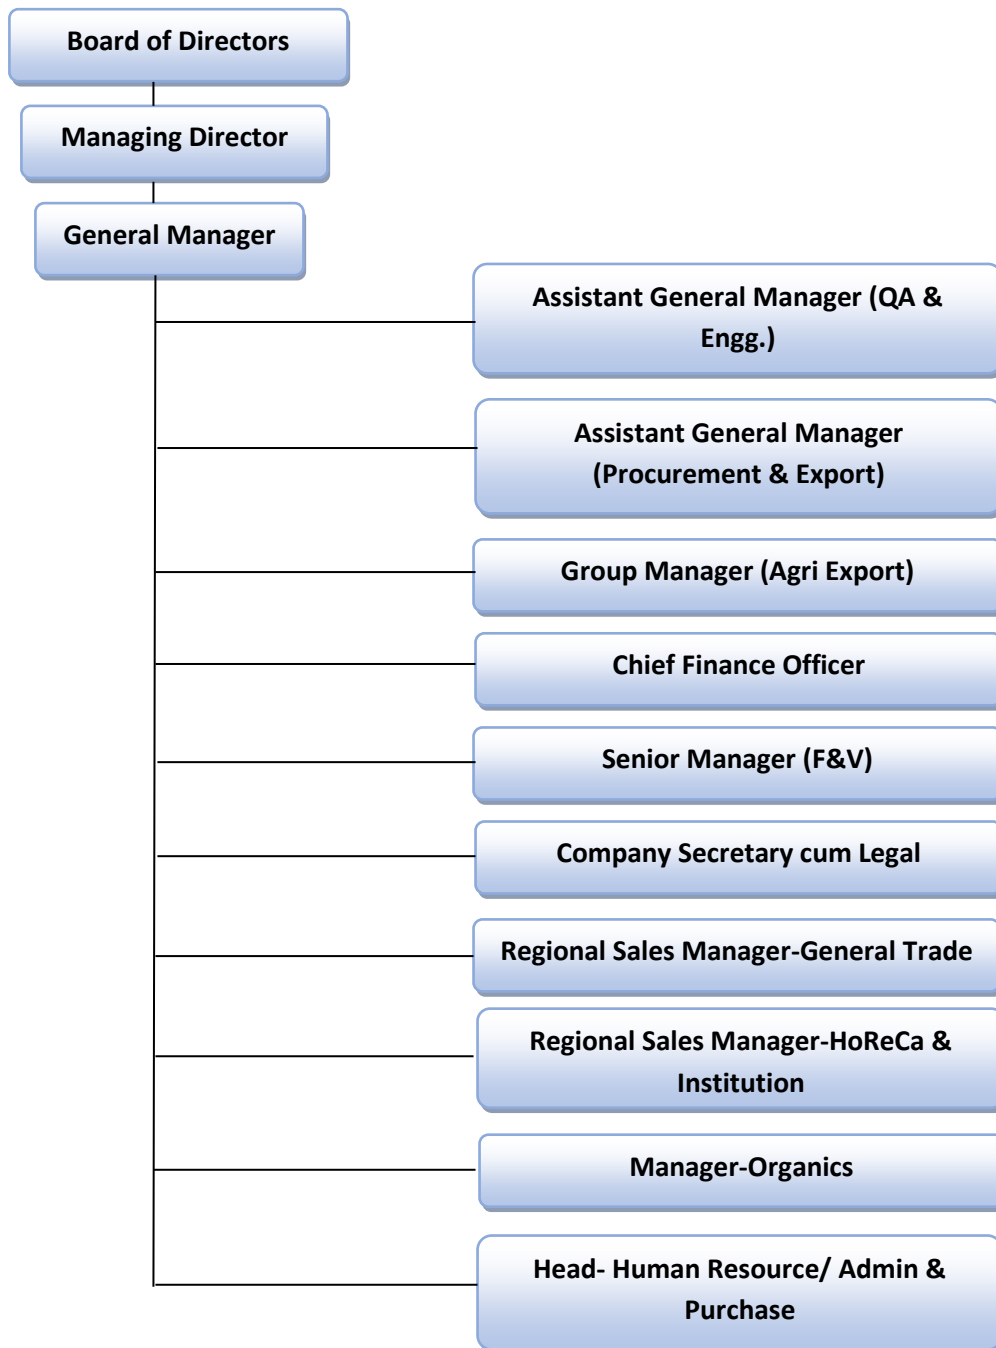 Board of Directors
Managing Director
General Manager
Assistant General Manager (QA &
Engg.)
Assistant General Manager
(Procurement & Export)
Group Manager (Agri Export)
Chief Finance Officer
Senior Manager (F&V)
Company Secretary cum Legal
Regional Sales Manager-General Trade
Regional Sales Manager-HoReCa &
Institution
Manager-Organics
Head- Human Resource/ Admin &
Purchase